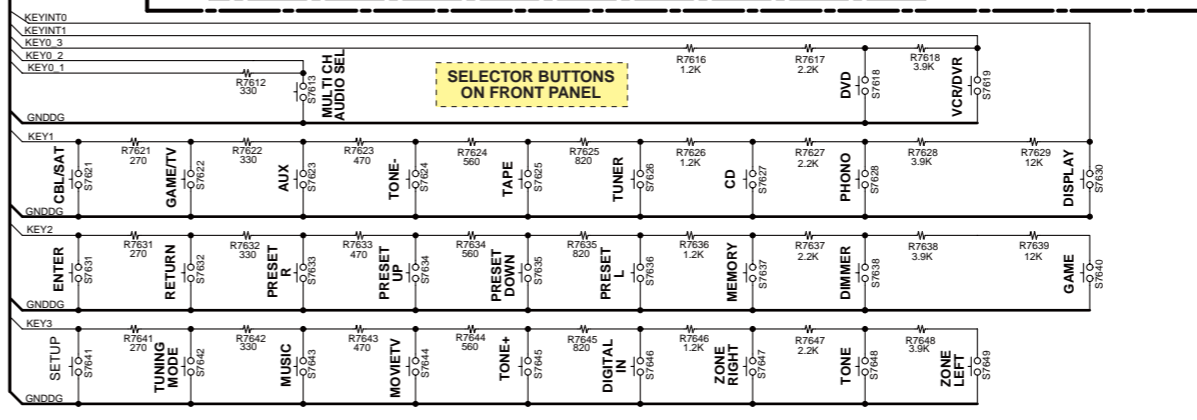 KEYINT0
KEYINT1
KEY0_3
KEY0_2
KEY0_1
R7612
330
S7613
MULTI CH
AUDIO SEL
SELECTOR BUTTONS
ON FRONT PANEL
R7616
1.2K
R7617
2.2K
DVD
S7618
R7618
3.9K
VCR/DVR
S7619
GNDDG
KEY1
CBL/SAT
S7621
R7621
270
GAME/TV
S7622
R7622
330
AUX
S7623
R7623
470
TONE-
S7624
R7624
560
TAPE
S7625
R7625
820
TUNER
S7626
R7626
1.2K
CD
S7627
R7627
2.2K
PHONO
S7628
R7628
3.9K
R7629
12K
DISPLAY
S7630
GNDDG
KEY2
ENTER
S7631
R7631
270
RETURN
S7632
R7632
330
PRESET
R
S7633
R7633
470
PRESET
UP
S7634
R7634
560
PRESET
DOWN
S7635
R7635
820
PRESET
L
S7636
R7636
1.2K
MEMORY
S7637
R7637
2.2K
DIMMER
S7638
R7638
3.9K
R7639
12K
GAME
S7640
GNDDG
KEY3
SETUP
S7641
R7641
270
TUNING
MODE
S7642
R7642
330
MUSIC
S7643
R7643
470
MOVIETV
S7644
R7644
560
TONE+
S7645
R7645
820
DIGITAL
IN
S7646
R7646
1.2K
ZONE
RIGHT
S7647
R7647
2.2K
TONE
S7648
R7648
3.9K
ZONE
LEFT
S7649
GNDDG